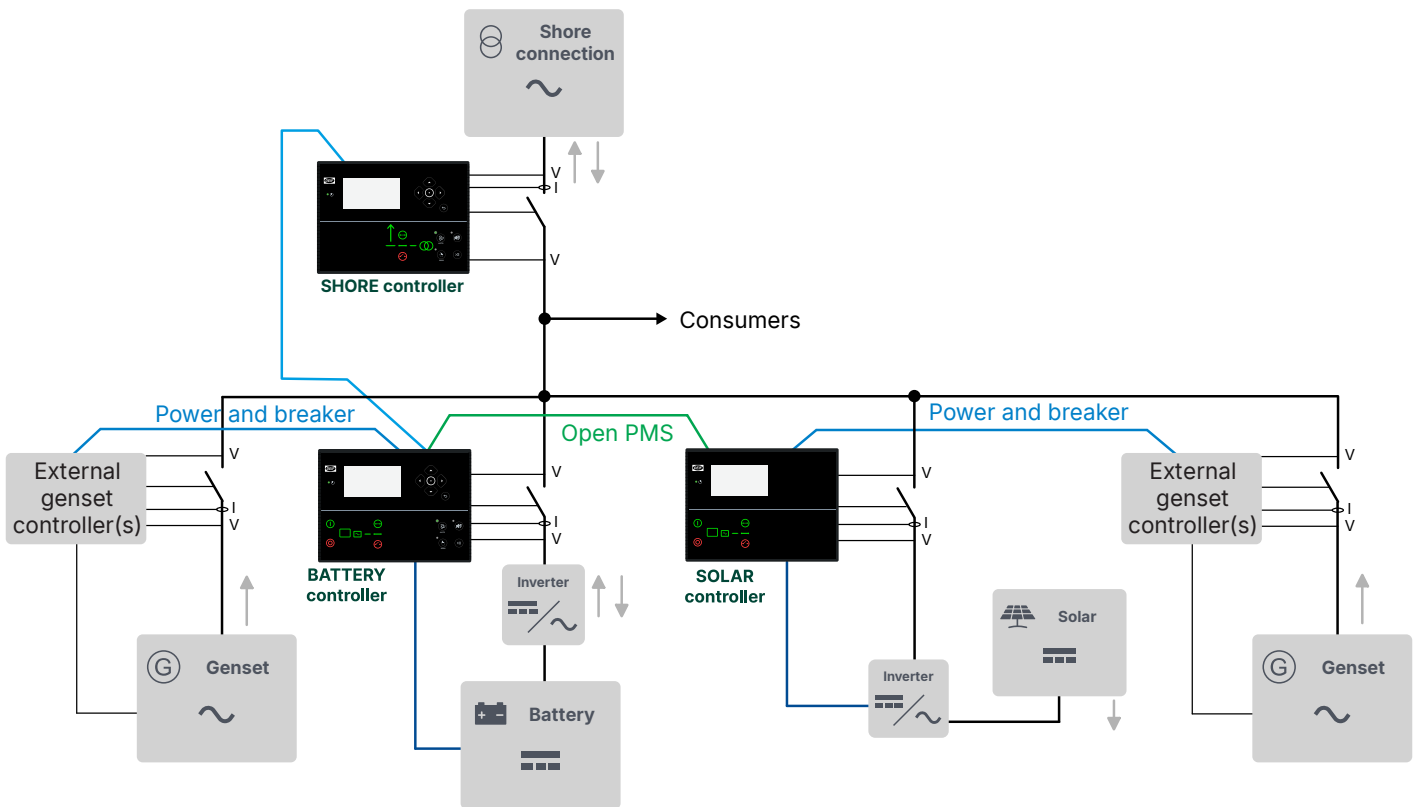 Shore
connection
V
I
V
SHORE controller
Consumers
Power and breaker
Open PMS
Power and breaker
External
genset
controller(s)
V
I
V
V
I
V
V
I
V
External
genset
controller(s)
V
I
V
BATTERY
controller
Inverter
SOLAR
controller
Solar
G
Genset
Battery
Inverter
G
Genset